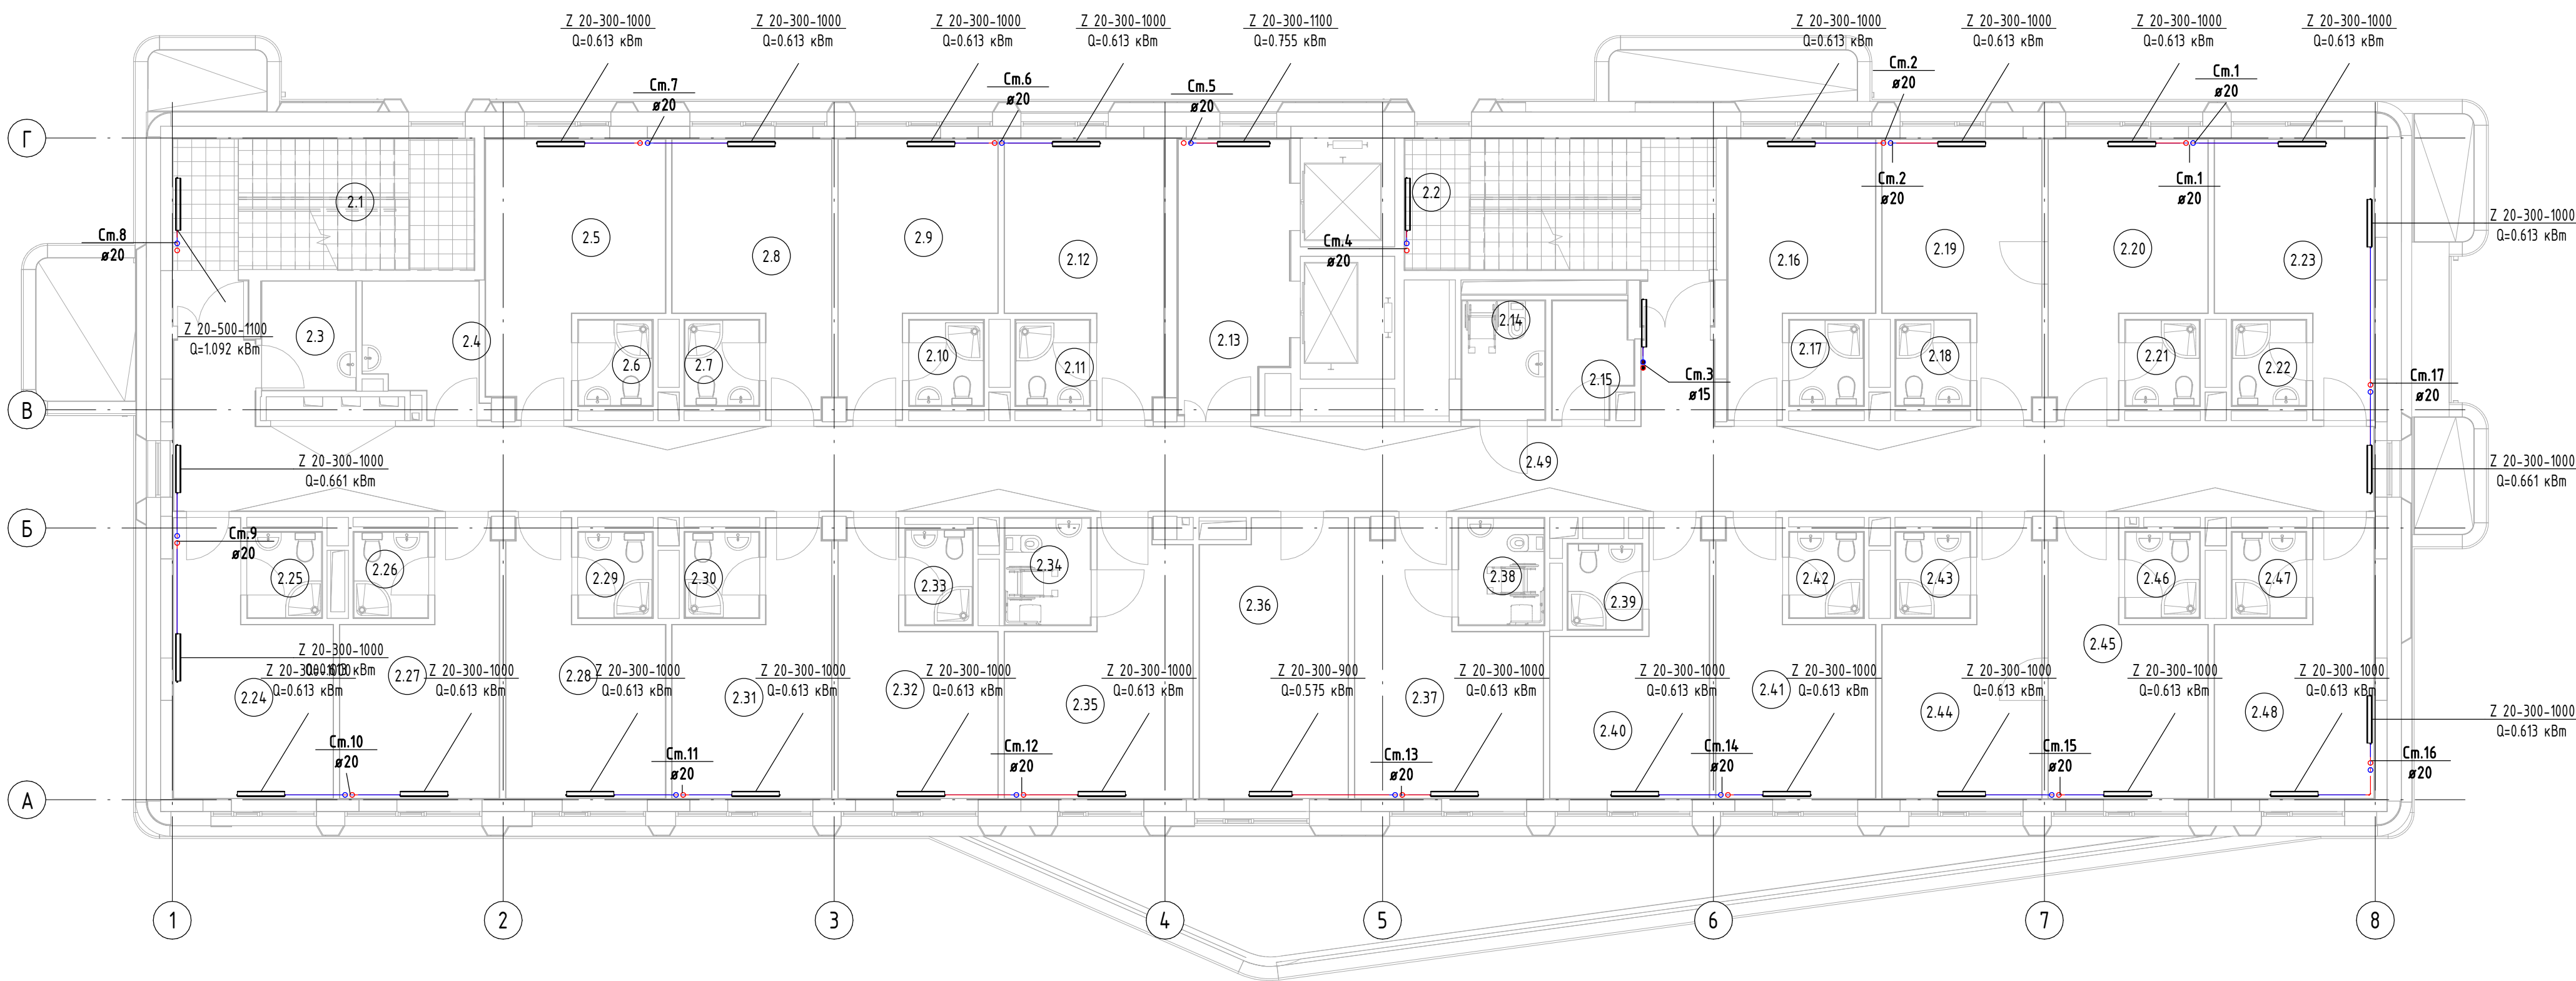 Z 20-300-1000
Q=0.613 кВт
Z 20-300-1000
Q=0.613 кВт
Z 20-300-1000
Q=0.613 кВт
Z 20-300-1000
Q=0.613 кВт
Z 20-300-1100
Q=0.755 кВт
Z 20-300-1000
Q=0.613 кВт
Z 20-300-1000
Q=0.613 кВт
Z 20-300-1000
Q=0.613 кВт
Z 20-300-1000
Q=0.613 кВт
Ст.7
ø20
Ст.6
ø20
Ст.5
ø20
Ст.2
ø20
Ст.1
ø20
Г
2.1
2.2
Ст.2
ø20
Ст.1
ø20
Z 20-300-1000
Q=0.613 кВт
Ст.8
ø20
2.5
2.8
2.9
2.12
Ст.4
ø20
2.16
2.19
2.20
2.23
Z 20-500-1100
Q=1.092 кВт
2.3
2.4
2.6
2.7
2.10
2.11
2.13
2.14
2.15
Ст.3
ø15
2.17
2.18
2.21
2.22
Ст.17
ø20
В
Z 20-300-1000
Q=0.661 кВт
2.49
Z 20-300-1000
Q=0.661 кВт
Б
Ст.9
ø20
2.25
2.26
2.29
2.30
2.33
2.34
2.36
2.38
2.39
2.42
2.43
2.46
2.47
2.45
Z 20-300-1000
Q=0.613 кВт
Z 20-300-1000
Q=0.613 кВт
Z 20-300-1000
Q=0.613 кВт
Z 20-300-1000
Q=0.613 кВт
Z 20-300-1000
Q=0.613 кВт
Z 20-300-1000
Q=0.613 кВт
Z 20-300-1000
Q=0.613 кВт
Z 20-300-900
Q=0.575 кВт
Z 20-300-1000
Q=0.613 кВт
Z 20-300-1000
Q=0.613 кВт
Z 20-300-1000
Q=0.613 кВт
Z 20-300-1000
Q=0.613 кВт
Z 20-300-1000
Q=0.613 кВт
Z 20-300-1000
Q=0.613 кВт
2.24
2.27
2.28
2.31
2.32
2.35
2.37
2.40
2.41
2.44
2.48
Z 20-300-1000
Q=0.613 кВт
Ст.10
ø20
Ст.11
ø20
Ст.12
ø20
Ст.13
ø20
Ст.14
ø20
Ст.15
ø20
Ст.16
ø20
А
1
2
3
4
5
6
7
8